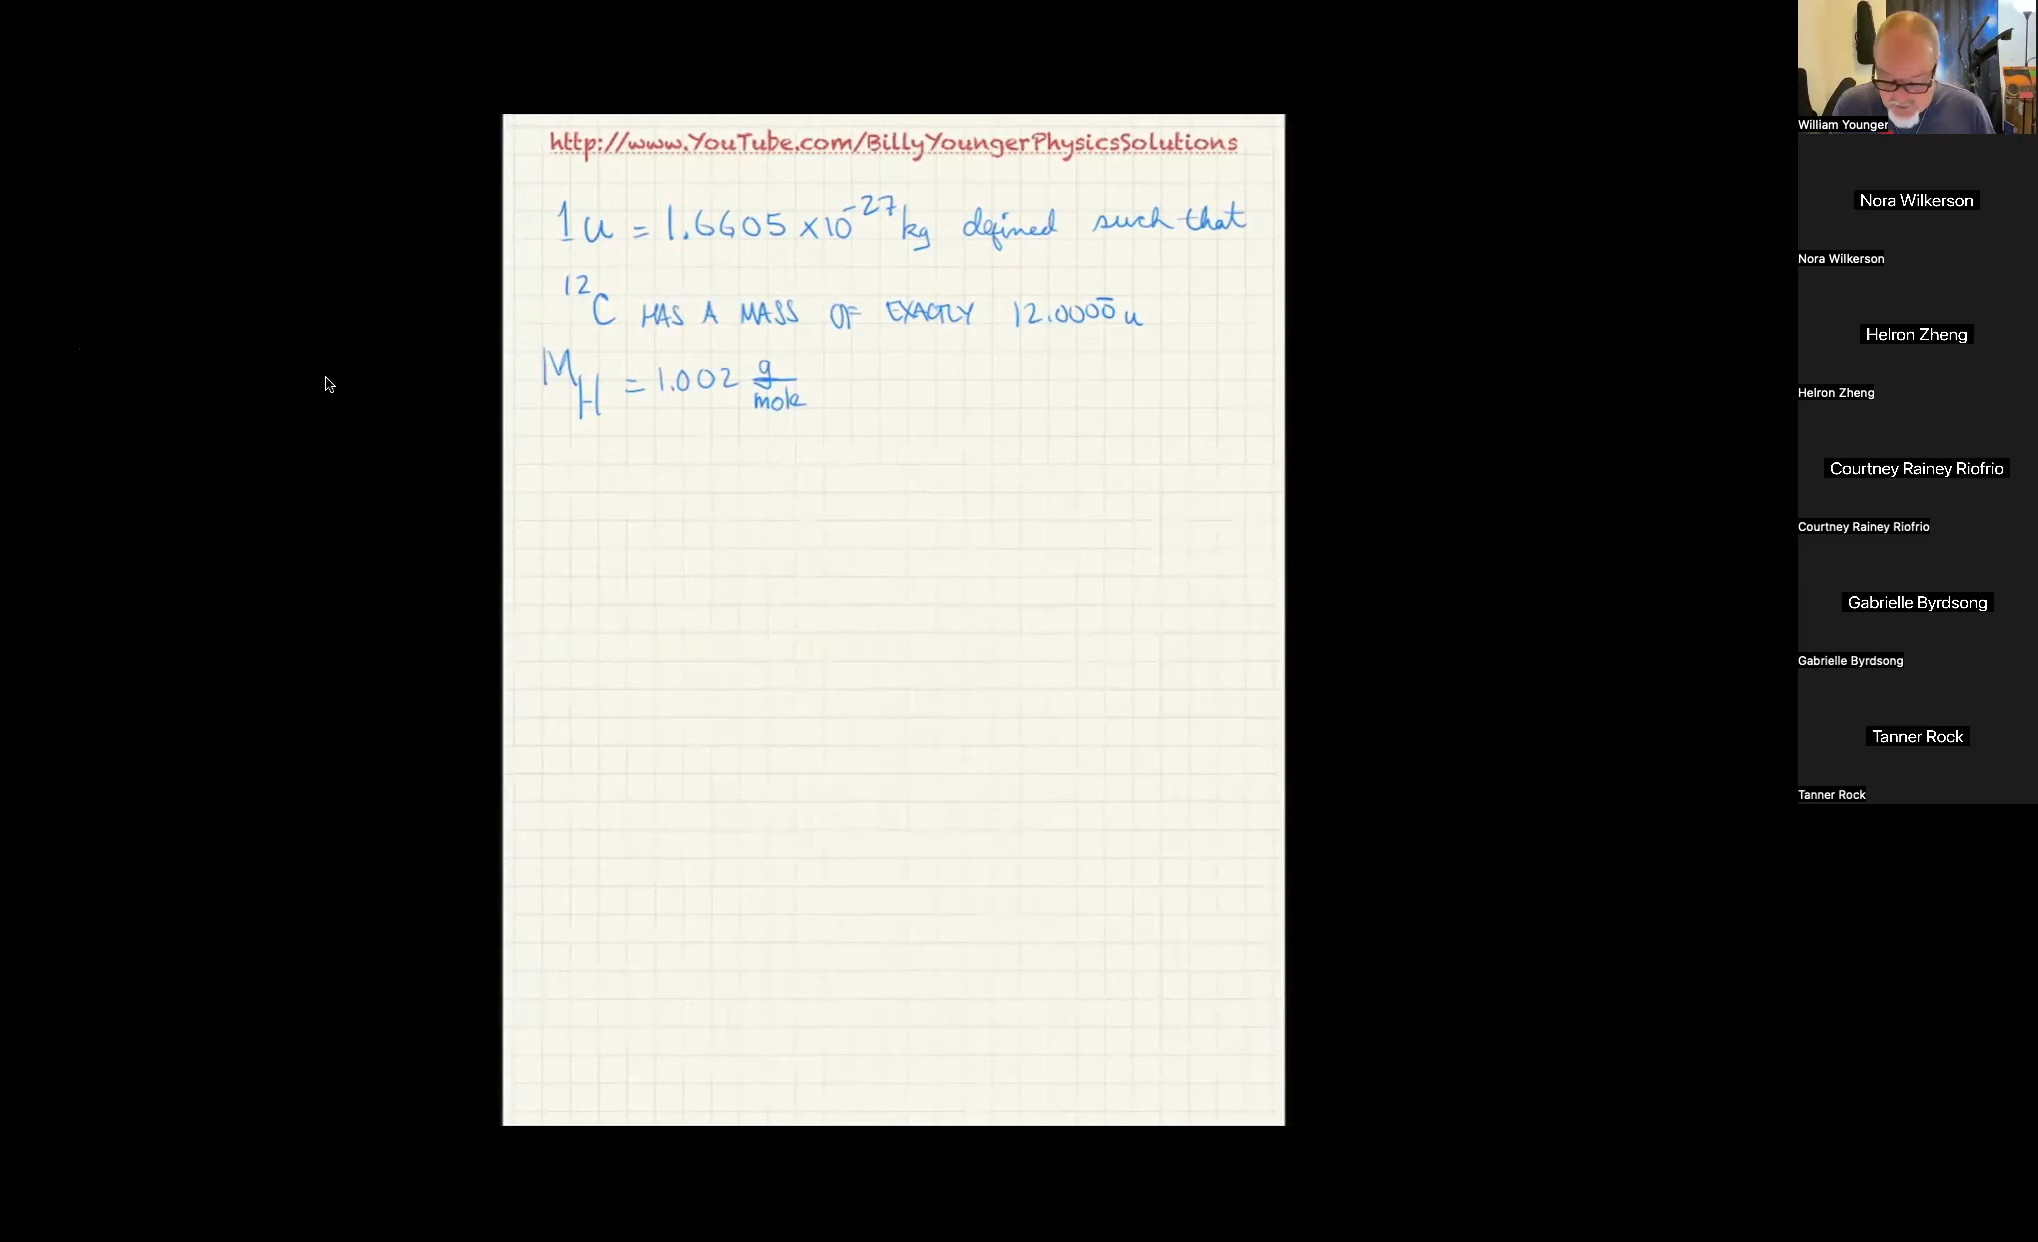 http://www.YouTube.com/BillyYoungerPhysicsSolutions
1 u = 1.6605 x10^-27 kg defined such that
^12C HAS A MASS OF EXACTLY 12.0000̅ u
M_H = 1.002 g/mole
William Younger
Nora Wilkerson
Nora Wilkerson
Helron Zheng
Helron Zheng
Courtney Rainey Riofrio
Courtney Rainey Riofrio
Gabrielle Byrdsong
Gabrielle Byrdsong
Tanner Rock
Tanner Rock